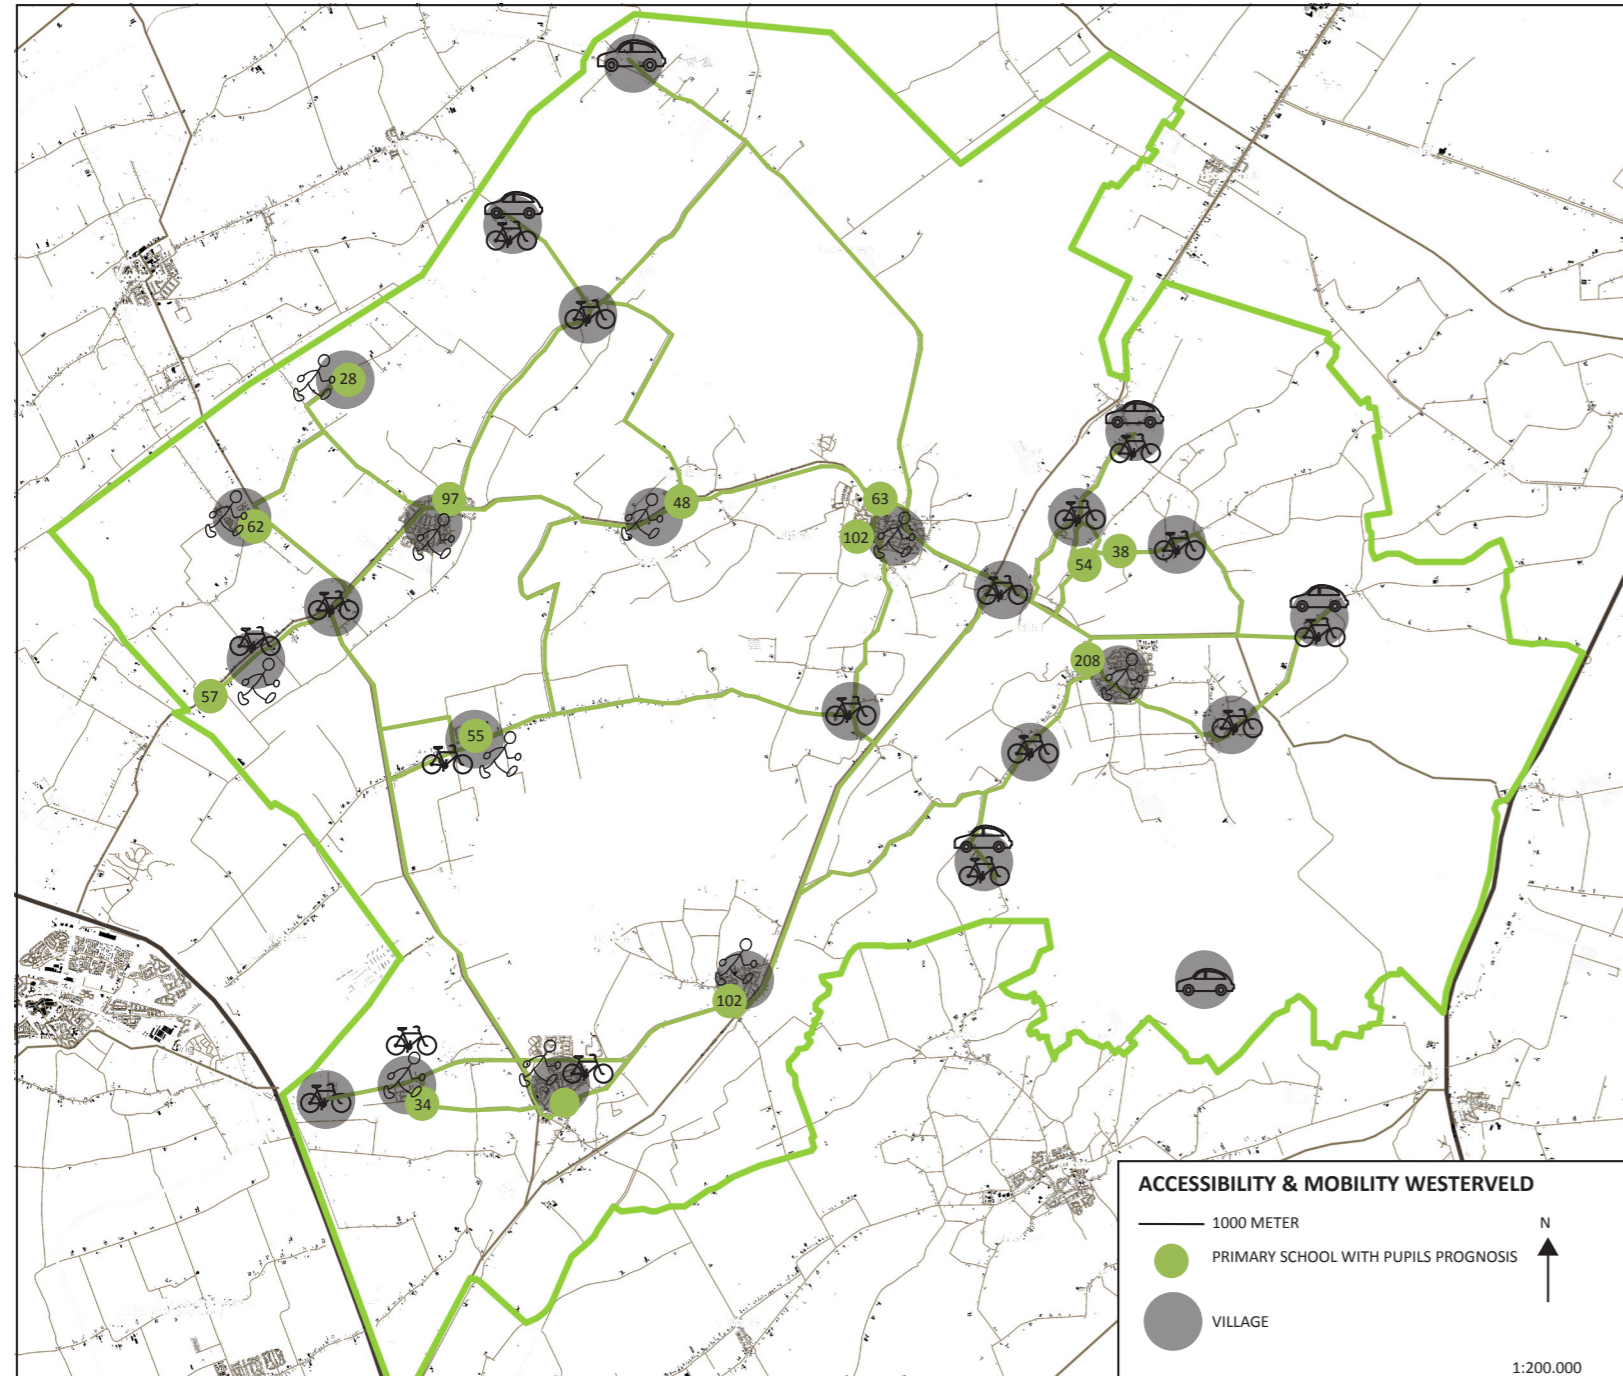 28
97
48
63
62
102
38
54
208
57
55
102
34
ACCESSIBILITY & MOBILITY WESTERVELD
1000 METER
N
PRIMARY SCHOOL WITH PUPILS PROGNOSIS
VILLAGE
1:200.000